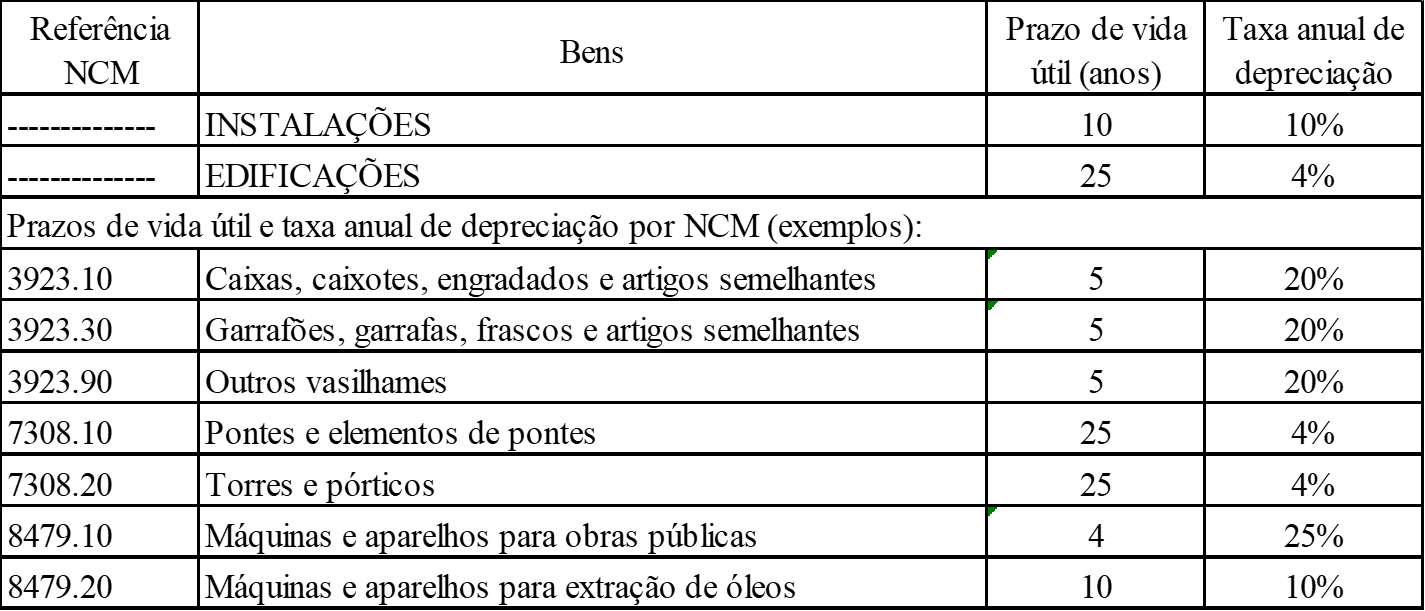 Referência NCM Bens Prazo de vida útil (anos) Taxa anual de depreciação
-------------- INSTALAÇÕES 10 10%
-------------- EDIFICAÇÕES 25 4%
Prazos de vida útil e taxa anual de depreciação por NCM (exemplos):
3923.10 Caixas, caixotes, engradados e artigos semelhantes 5 20%
3923.30 Garrafões, garrafas, frascos e artigos semelhantes 5 20%
3923.90 Outros vasilhames 5 20%
7308.10 Pontes e elementos de pontes 25 4%
7308.20 Torres e pórticos 25 4%
8479.10 Máquinas e aparelhos para obras públicas 4 25%
8479.20 Máquinas e aparelhos para extração de óleos 10 10%